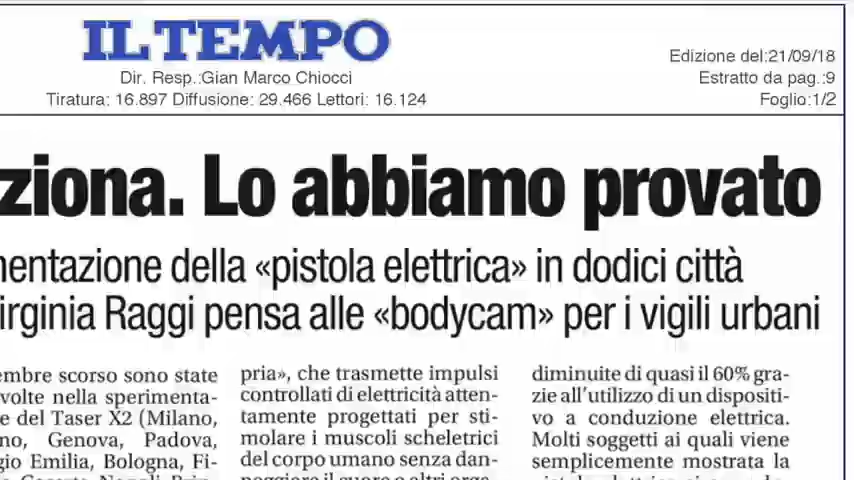 IL TEMPO
Dir. Resp.:Gian Marco Chiocci
Tiratura: 16.897 Diffusione: 29.466 Lettori: 16.124
Edizione del:21/09/18
Estratto da pag.:9
Foglio:1/2
ziona. Lo abbiamo provato
mentazione della «pistola elettrica» in dodici città
irginia Raggi pensa alle «bodycam» per i vigili urbani
embre scorso sono state
volte nella sperimenta-
e del Taser X2 (Milano,
no, Genova, Padova,
gio Emilia, Bologna, Fi-
pria», che trasmette impulsi
controllati di elettricità atten-
tamente progettati per sti-
molare i muscoli scheletrici
del corpo umano senza dan-
diminuite di quasi il 60% gra-
zie all'utilizzo di un dispositi-
vo a conduzione elettrica.
Molti soggetti ai quali viene
semplicemente mostrata la